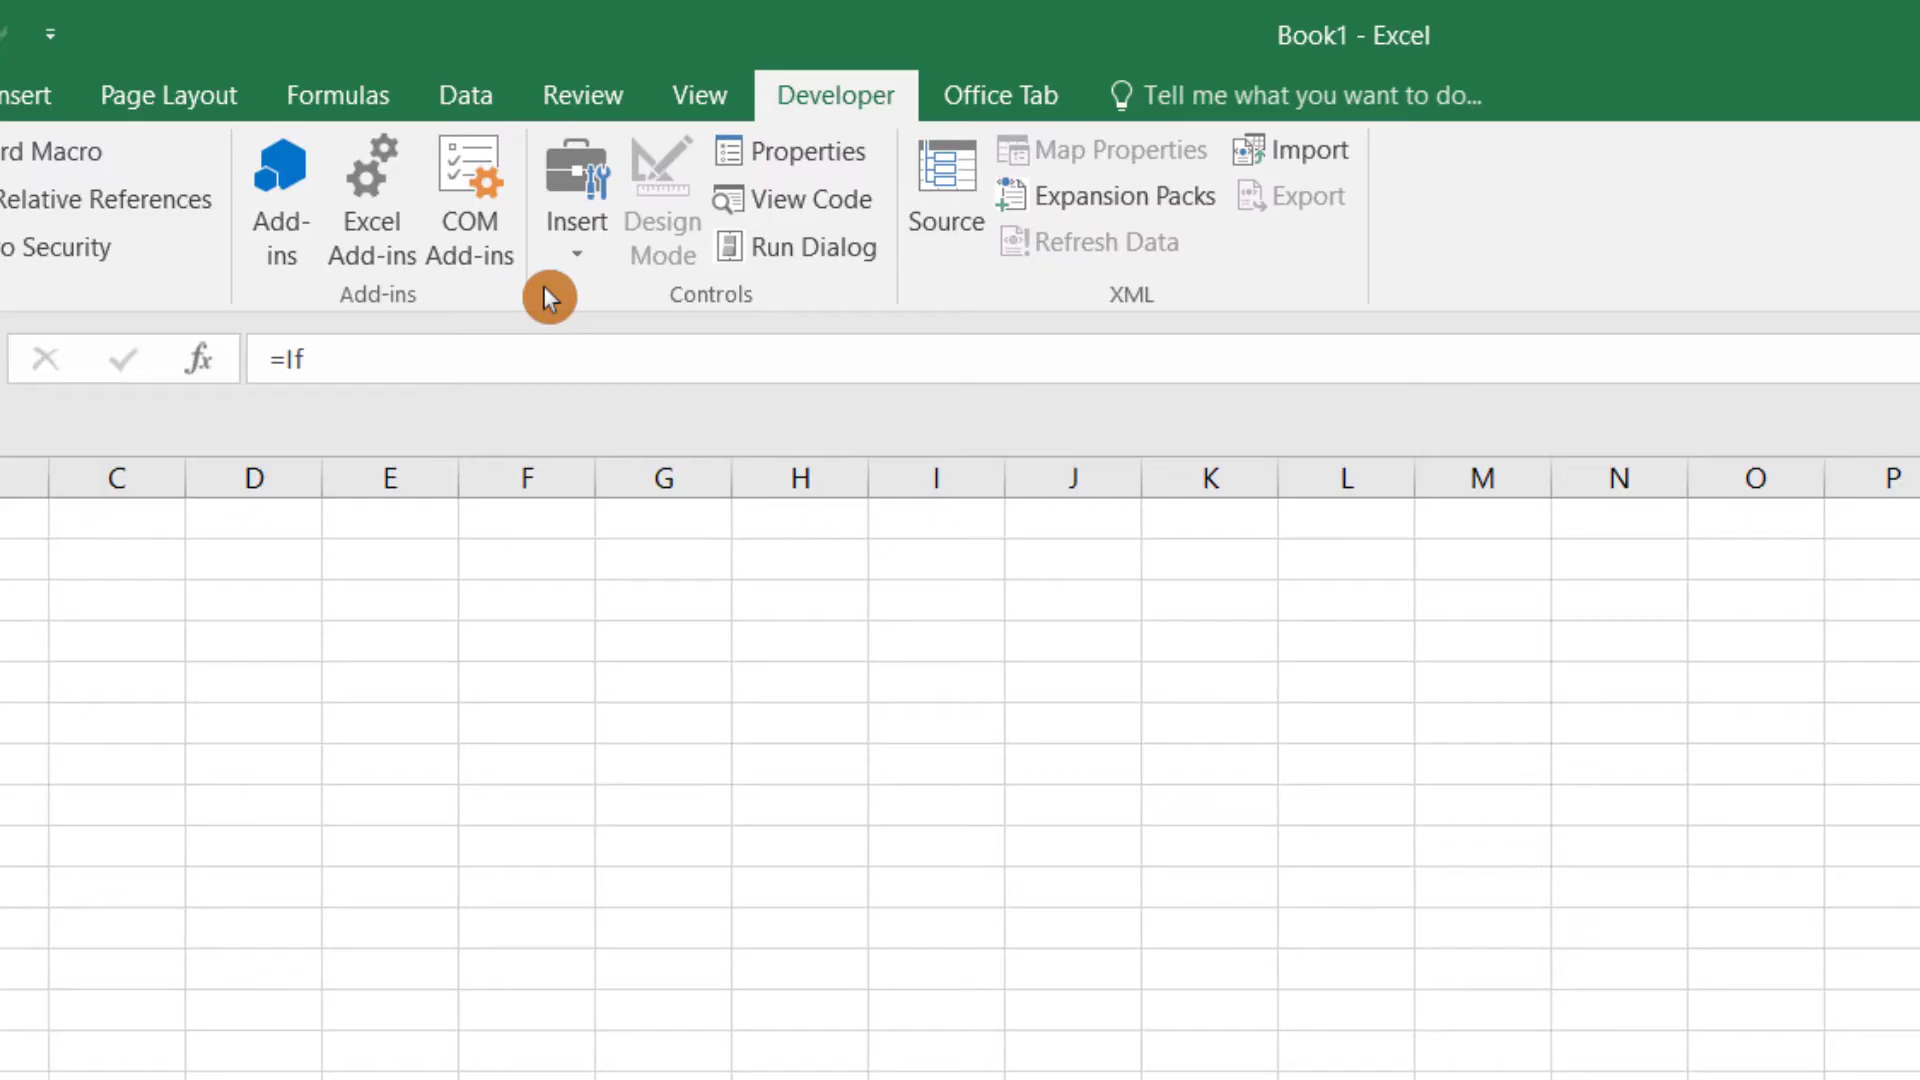 Book1 - Excel
nsert Page Layout Formulas Data Review View Developer Office Tab Tell me what you want to do...
rd Macro
Relative References
o Security
Add-
ins
Excel
Add-ins
COM
Add-ins
Add-ins
Insert
Design
Mode
Properties
View Code
Run Dialog
Controls
Source
Map Properties
Expansion Packs
Refresh Data
Import
Export
XML
fx =If
C D E F G H I J K L M N O P